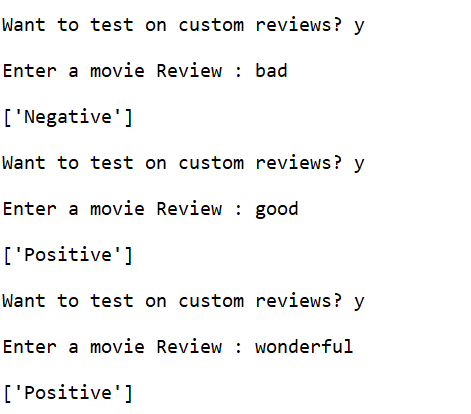 Want to test on custom reviews? y
Enter a movie Review : bad
['Negative']
Want to test on custom reviews? y
Enter a movie Review : good
['Positive']
Want to test on custom reviews? y
Enter a movie Review : wonderful
['Positive']